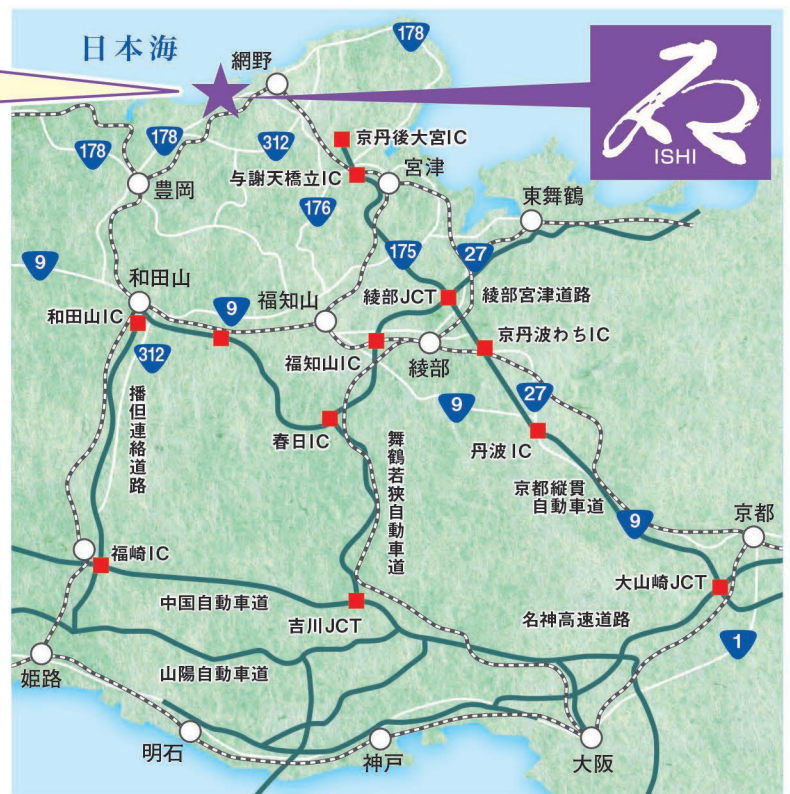 日本海
網野
178
ISHI
178
178
312
京丹後大宮IC
与謝天橋立IC
宮津
豊岡
176
東舞鶴
9
175
27
和田山
福知山
綾部JCT
綾部宮津道路
和田山IC
9
312
福知山IC
綾部
京丹波わちIC
9
27
播但連絡道路
春日IC
舞鶴若狭自動車道
丹波IC
京都縦貫
自動車道
9
京都
福崎IC
大山崎JCT
中国自動車道
吉川JCT
名神高速道路
1
姫路
山陽自動車道
明石
神戸
大阪